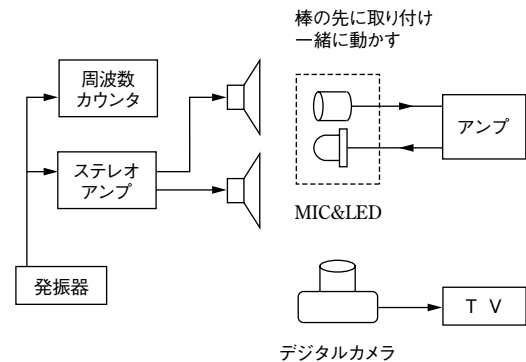 棒の先に取り付け
一緒に動かす
周波数
カウンタ
アンプ
ステレオ
アンプ
MIC&LED
発振器
T V
デジタルカメラ